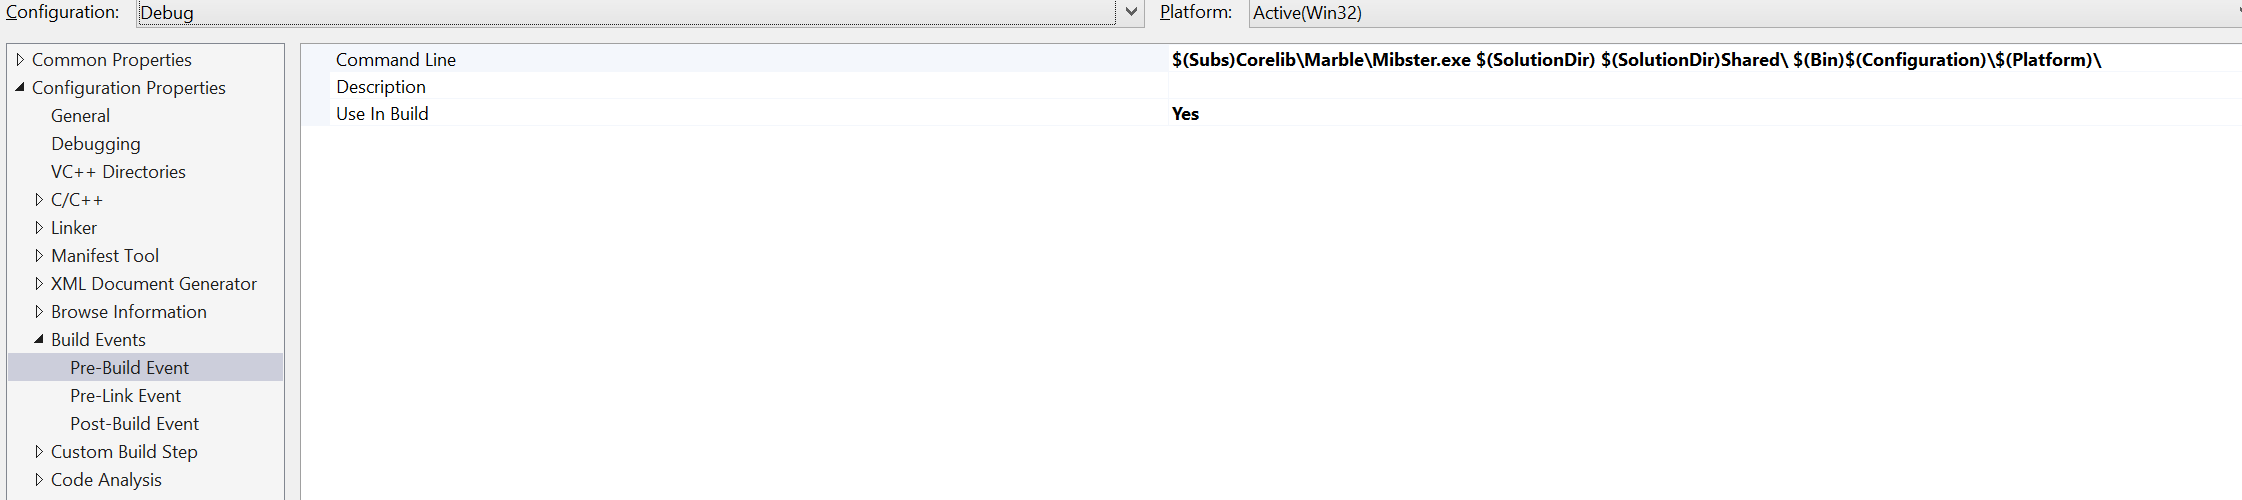 Configuration: Debug Platform: Active(Win32)
Common Properties
Configuration Properties
General
Debugging
VC++ Directories
C/C++
Linker
Manifest Tool
XML Document Generator
Browse Information
Build Events
Pre-Build Event
Pre-Link Event
Post-Build Event
Custom Build Step
Code Analysis
Command Line $(Subs)Corelib\Marble\Mibster.exe $(SolutionDir) $(SolutionDir)Shared\ $(Bin)$(Configuration)\$(Platform)\
Description
Use In Build Yes